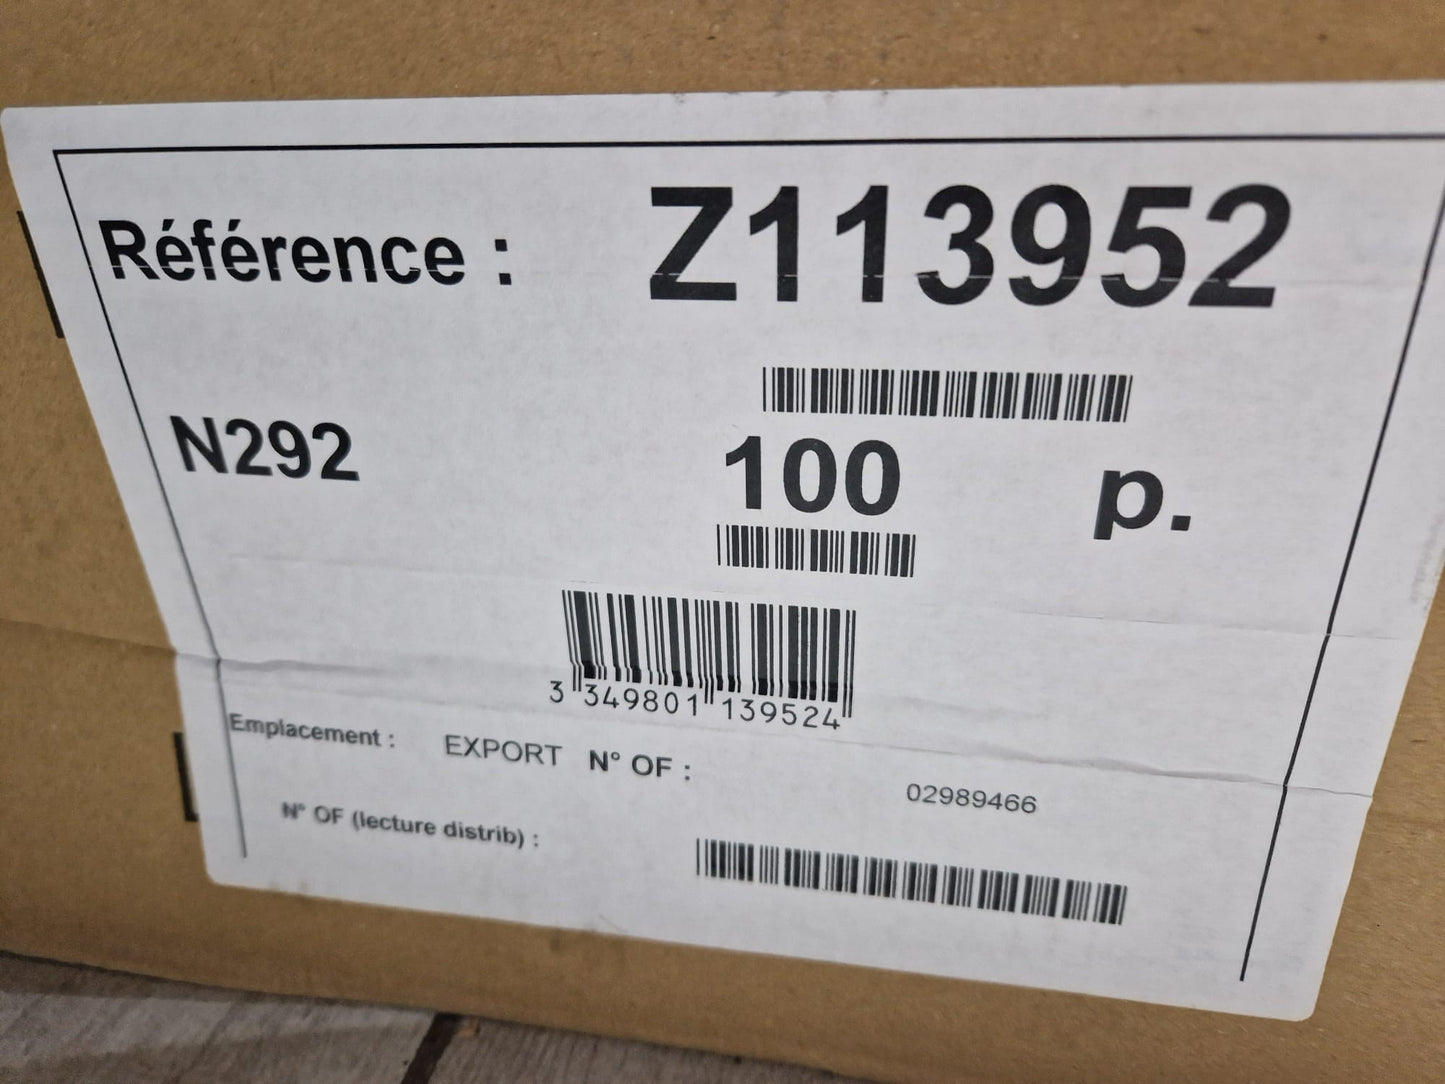 Référence : Z113952
N292 100 p.
3 349801 139524
Emplacement : EXPORT N° OF : 02989466
N° OF (lecture distrib) :